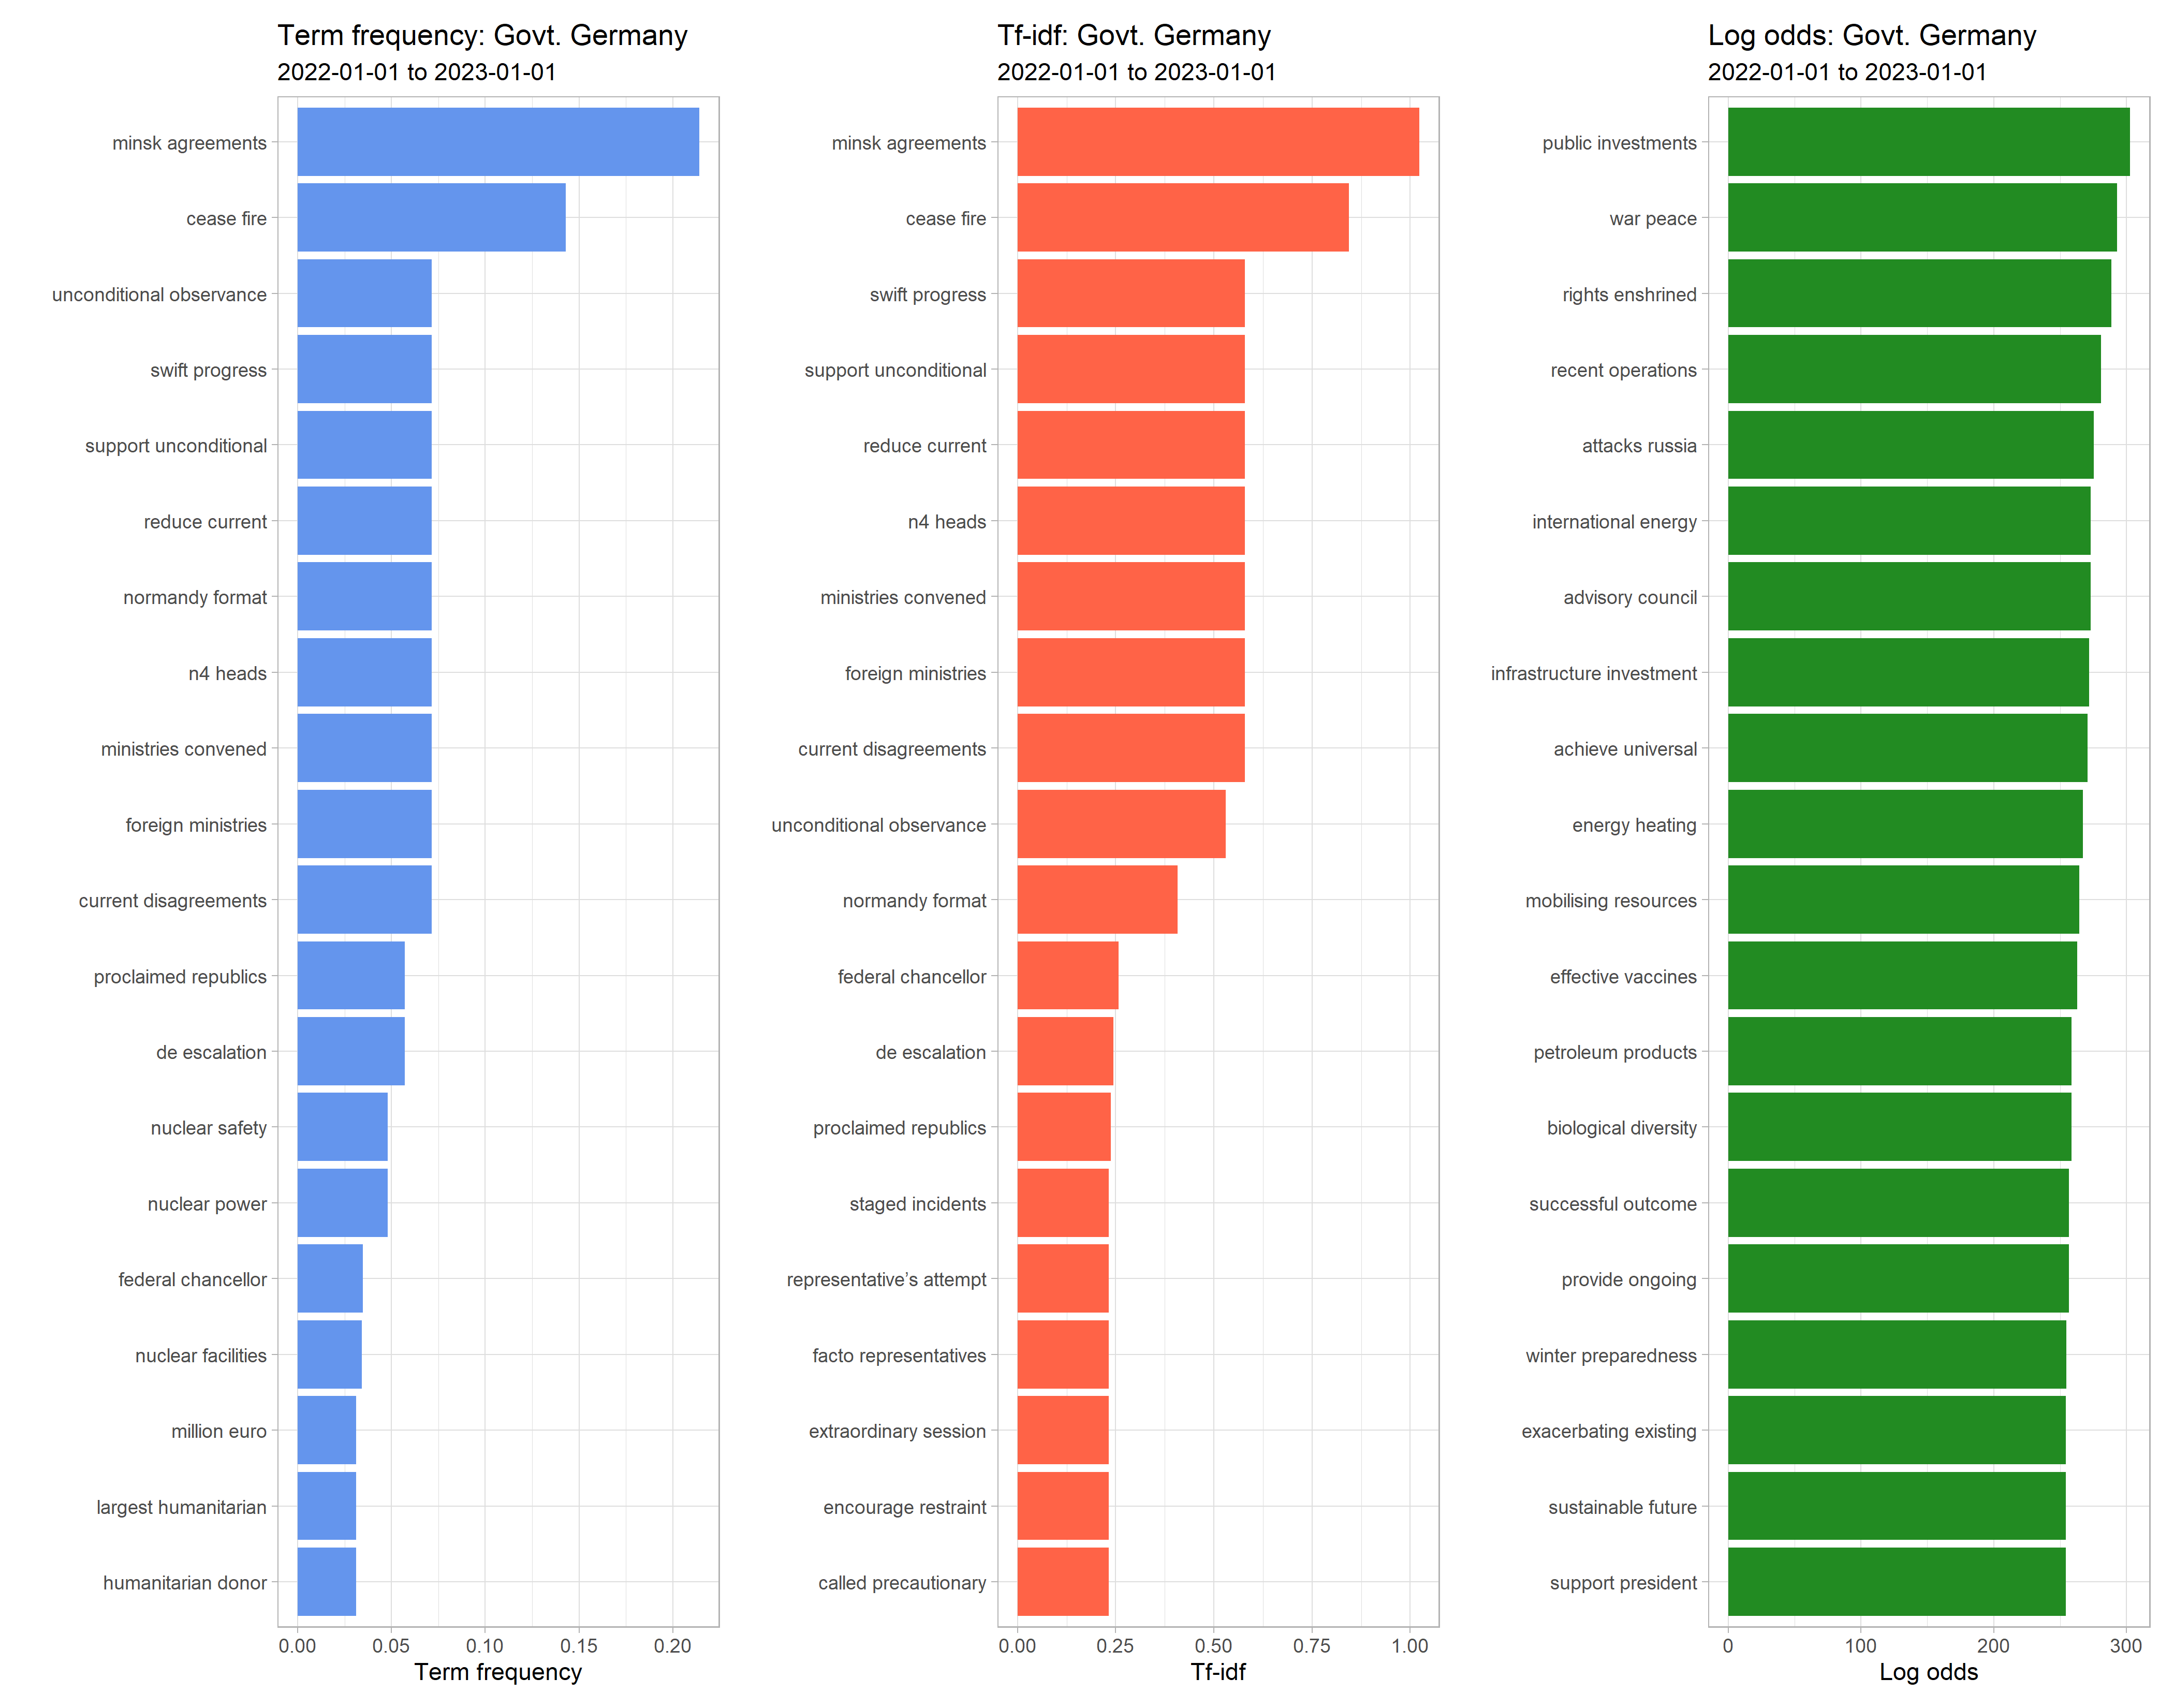 Term frequency: Govt. Germany
2022-01-01 to 2023-01-01
minsk agreements
cease fire
unconditional observance
swift progress
support unconditional
reduce current
normandy format
n4 heads
ministries convened
foreign ministries
current disagreements
proclaimed republics
de escalation
nuclear safety
nuclear power
federal chancellor
nuclear facilities
million euro
largest humanitarian
humanitarian donor
0.00 0.05 0.10 0.15 0.20
Term frequency
Tf-idf: Govt. Germany
2022-01-01 to 2023-01-01
minsk agreements
cease fire
swift progress
support unconditional
reduce current
n4 heads
ministries convened
foreign ministries
current disagreements
unconditional observance
normandy format
federal chancellor
de escalation
proclaimed republics
staged incidents
representative’s attempt
facto representatives
extraordinary session
encourage restraint
called precautionary
0.00 0.25 0.50 0.75 1.00
Tf-idf
Log odds: Govt. Germany
2022-01-01 to 2023-01-01
public investments
war peace
rights enshrined
recent operations
attacks russia
international energy
advisory council
infrastructure investment
achieve universal
energy heating
mobilising resources
effective vaccines
petroleum products
biological diversity
successful outcome
provide ongoing
winter preparedness
exacerbating existing
sustainable future
support president
0 100 200 300
Log odds